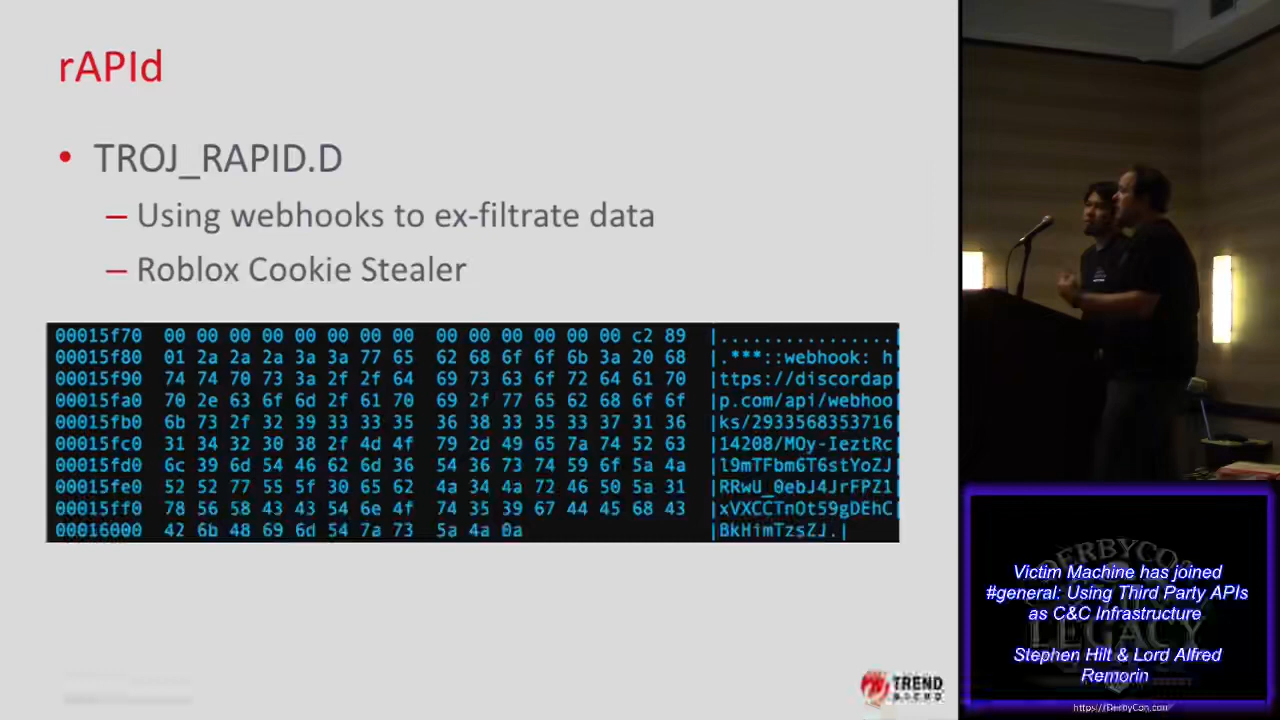 rAPId
• TROJ_RAPID.D
– Using webhooks to ex-filtrate data
– Roblox Cookie Stealer
00015f70 00 00 00 00 00 00 00 00 00 00 00 00 00 00 c2 89 |................|
00015f80 01 2a 2a 2a 3a 3a 77 65 62 68 6f 6f 6b 3a 20 68 |.***::webhook: h|
00015f90 74 74 70 73 3a 2f 2f 64 69 73 63 6f 72 64 61 70 |ttps://discordap|
00015fa0 70 2e 63 6f 6d 2f 61 70 69 2f 77 65 62 68 6f 6f |p.com/api/webhoo|
00015fb0 6b 73 2f 32 39 33 33 35 36 38 33 35 33 37 31 36 |ks/2933568353716|
00015fc0 31 34 32 30 38 2f 4d 4f 79 2d 49 65 7a 74 52 63 |14208/MOy-IeztRc|
00015fd0 6c 39 6d 54 46 62 6d 36 54 36 73 74 59 6f 5a 4a |l9mTFbm6T6stYoZJ|
00015fe0 52 52 77 55 5f 30 65 62 4a 34 4a 72 46 50 5a 31 |RRwU_0ebJ4JrFPZ1|
00015ff0 78 56 58 43 43 54 6e 4f 74 35 39 67 44 45 68 43 |xVXCCTnOt59gDEhC|
00016000 42 6b 48 69 6d 54 7a 73 5a 4a 0a |BkHimTzsZJ.|
TREND
MICRO
DERBYCON
LEGACY
Victim Machine has joined
#general: Using Third Party APIs
as C&C Infrastructure
Stephen Hilt & Lord Alfred
Remorin
https://DerbyCon.com